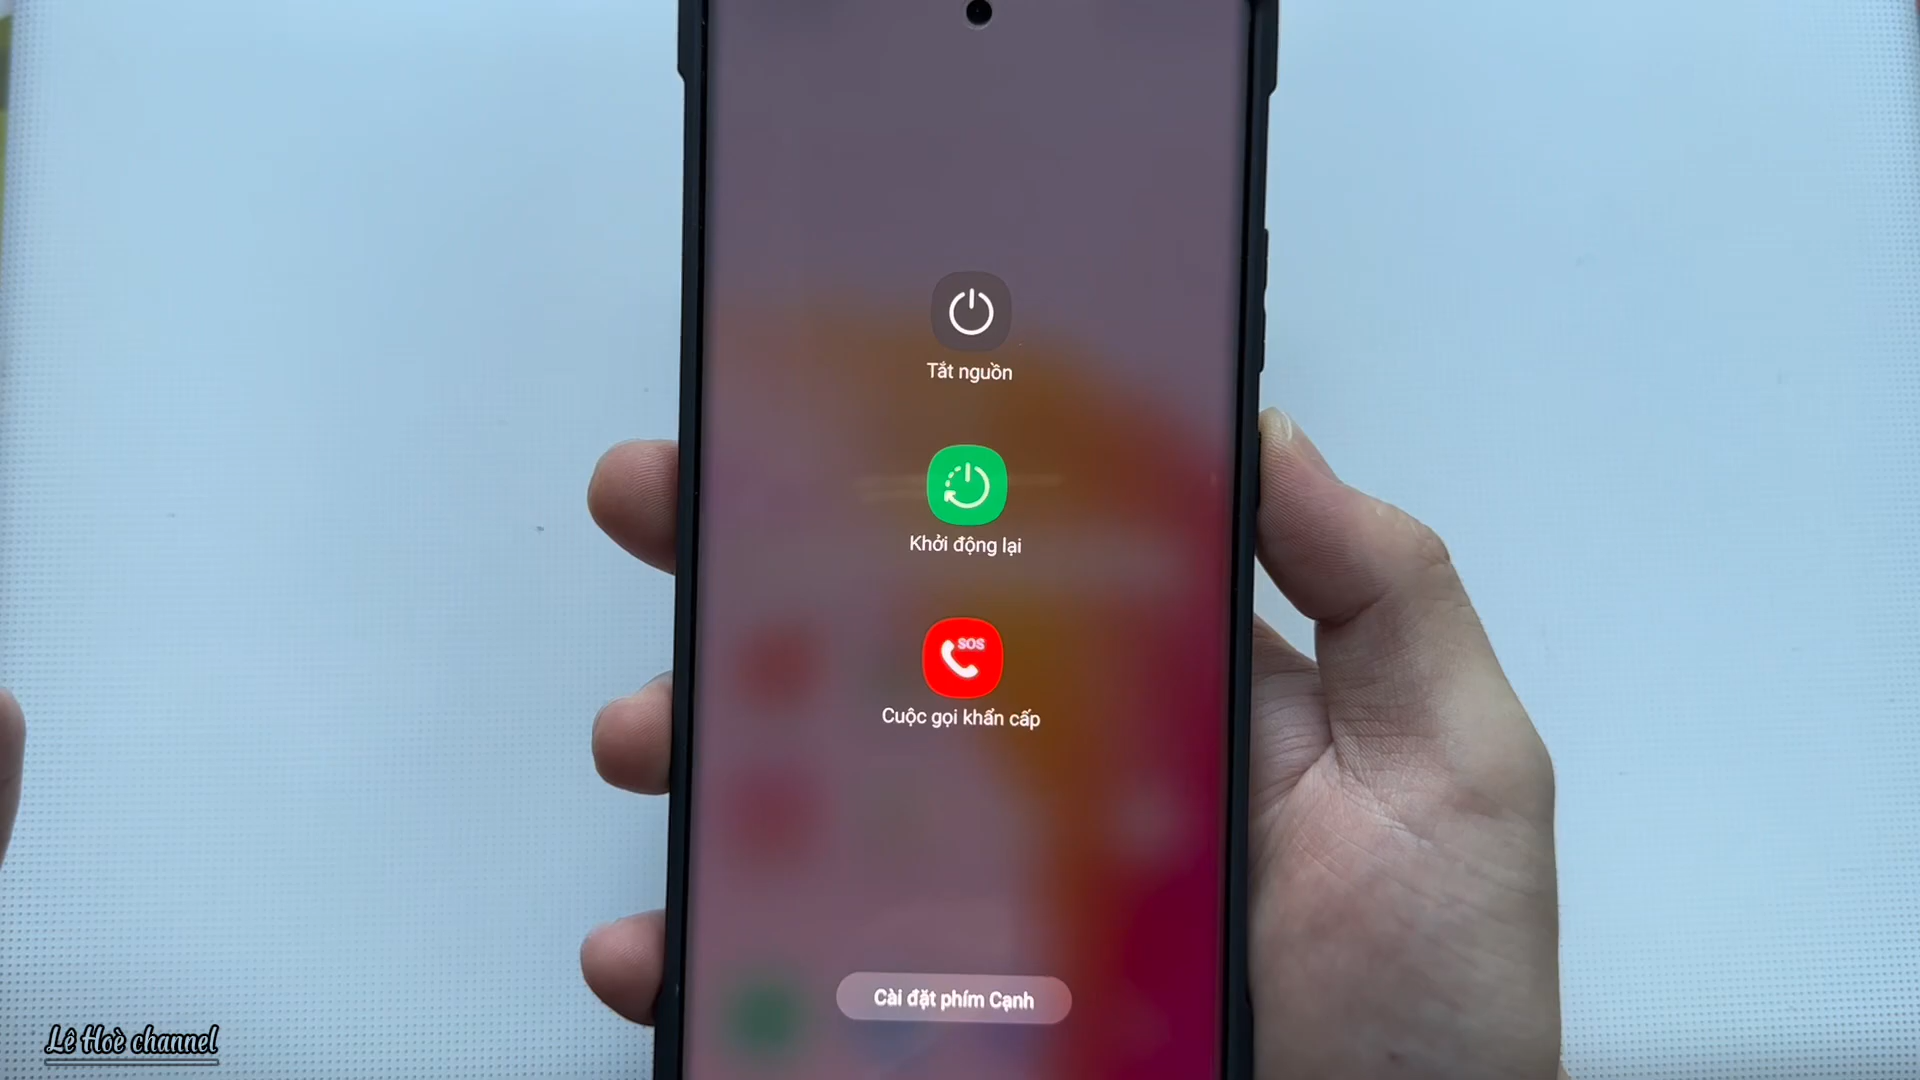 Tắt nguồn
Khởi động lại
SOS
Cuộc gọi khẩn cấp
Cài đặt phím Cạnh
Lê Hoè channel